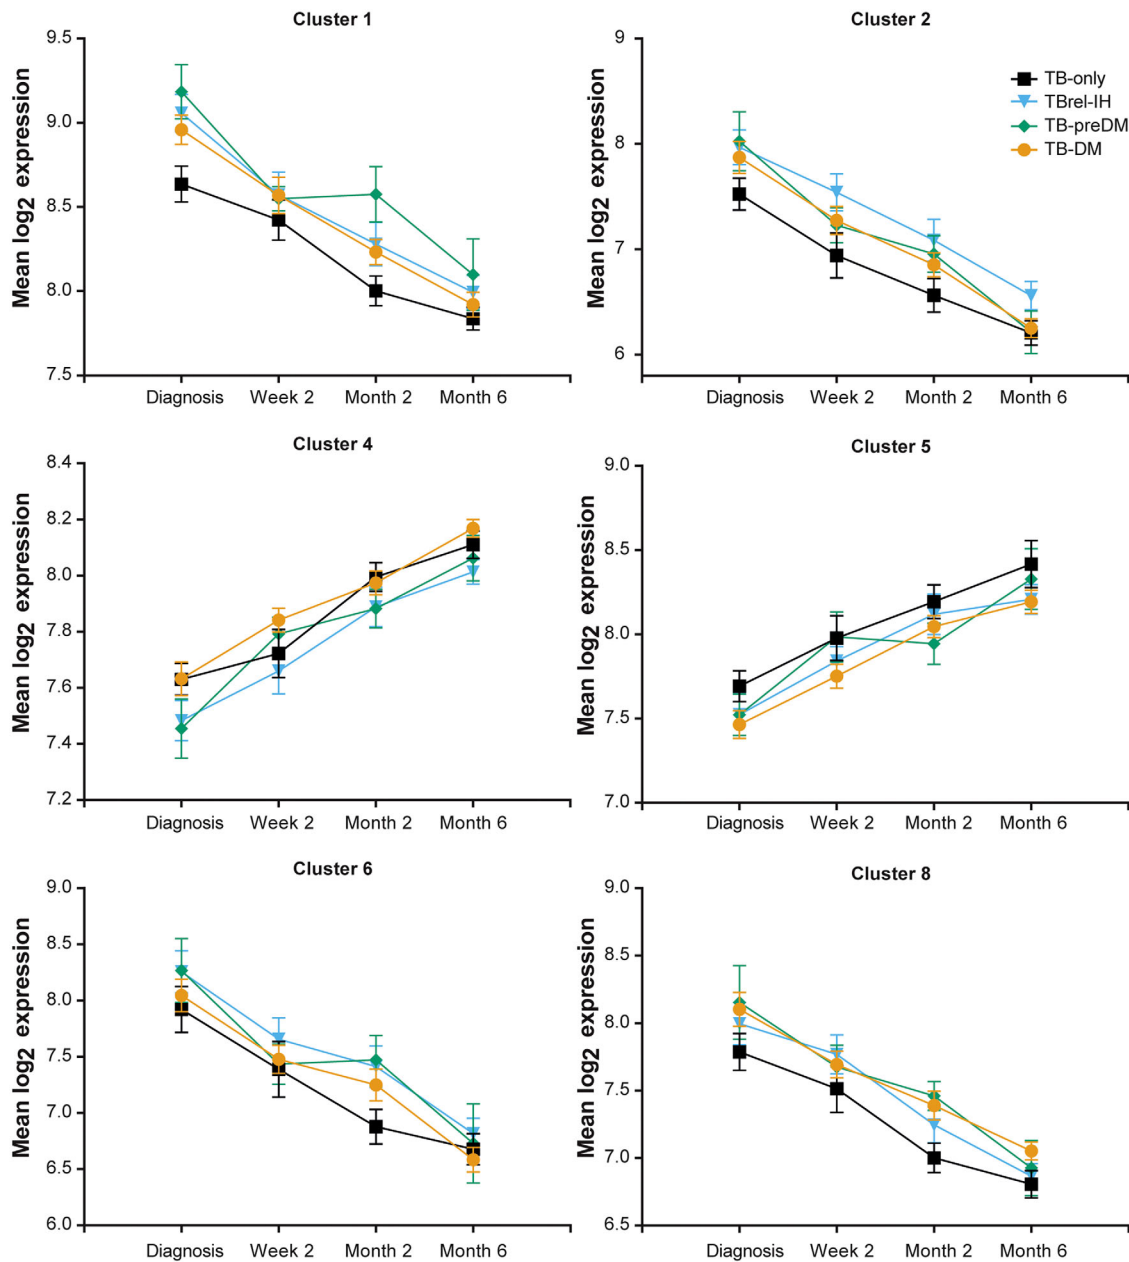 Cluster 1
Mean log2 expression
9.5
9.0
8.5
8.0
7.5
Diagnosis Week 2 Month 2 Month 6
Cluster 2
Mean log2 expression
9
8
7
6
Diagnosis Week 2 Month 2 Month 6
TB-only
TBrel-IH
TB-preDM
TB-DM
Cluster 4
Mean log2 expression
8.4
8.2
8.0
7.8
7.6
7.4
7.2
Diagnosis Week 2 Month 2 Month 6
Cluster 5
Mean log2 expression
9.0
8.5
8.0
7.5
7.0
Diagnosis Week 2 Month 2 Month 6
Cluster 6
Mean log2 expression
9.0
8.5
8.0
7.5
7.0
6.5
6.0
Diagnosis Week 2 Month 2 Month 6
Cluster 8
Mean log2 expression
9.0
8.5
8.0
7.5
7.0
6.5
Diagnosis Week 2 Month 2 Month 6